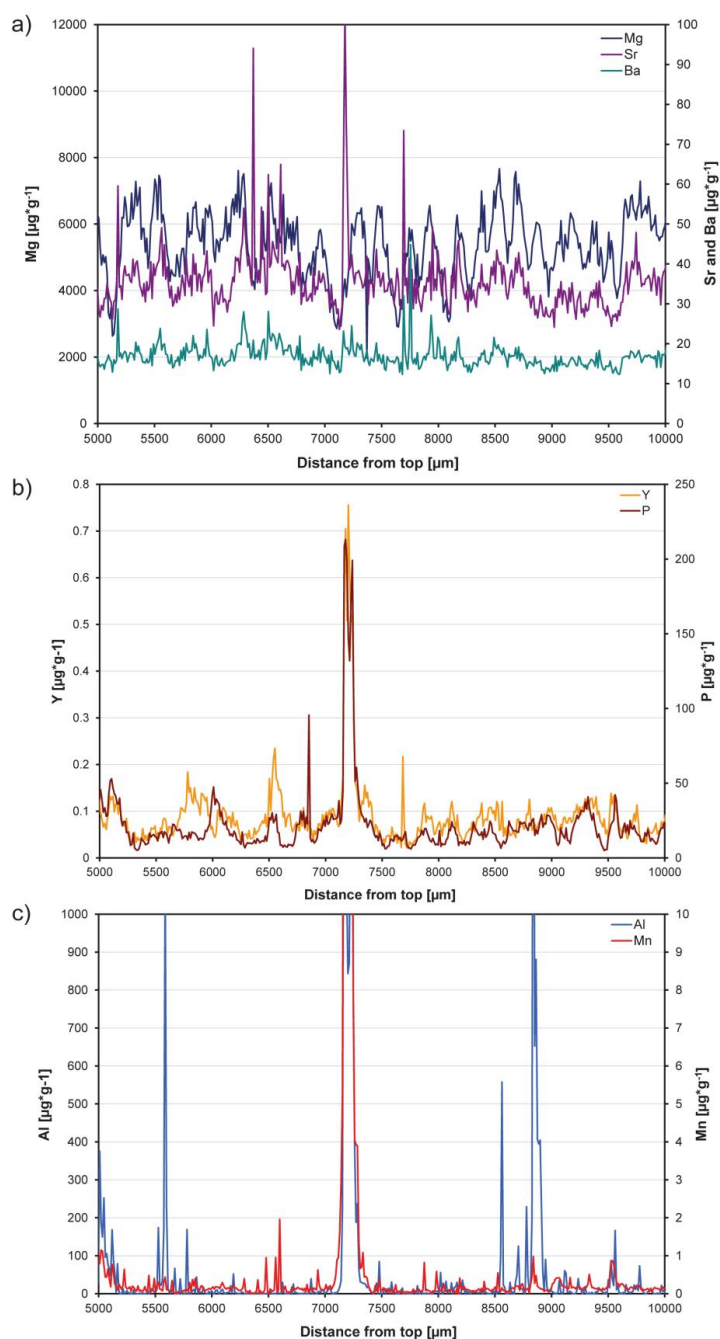 a)
12000
10000
8000
6000
4000
2000
0
Mg [µg*g⁻¹]
100
90
80
70
60
50
40
30
20
10
0
Sr and Ba [µg*g⁻¹]
Mg
Sr
Ba
5000 5500 6000 6500 7000 7500 8000 8500 9000 9500 10000
Distance from top [µm]
b)
0.8
0.7
0.6
0.5
0.4
0.3
0.2
0.1
0
Y [µg*g-1]
250
200
150
100
50
0
P [µg*g⁻¹]
Y
P
5000 5500 6000 6500 7000 7500 8000 8500 9000 9500 10000
Distance from top [µm]
c)
1000
900
800
700
600
500
400
300
200
100
0
Al [µg*g-1]
10
9
8
7
6
5
4
3
2
1
0
Mn [µg*g⁻¹]
Al
Mn
5000 5500 6000 6500 7000 7500 8000 8500 9000 9500 10000
Distance from top [µm]